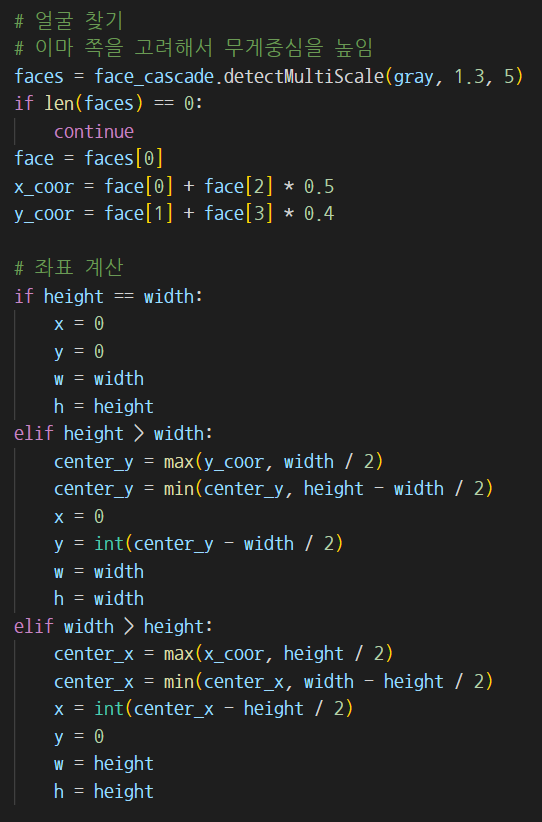 # 얼굴 찾기
# 이마 쪽을 고려해서 무게중심을 높임
faces = face_cascade.detectMultiScale(gray, 1.3, 5)
if len(faces) == 0:
    continue
face = faces[0]
x_coor = face[0] + face[2] * 0.5
y_coor = face[1] + face[3] * 0.4

# 좌표 계산
if height == width:
    x = 0
    y = 0
    w = width
    h = height
elif height > width:
    center_y = max(y_coor, width / 2)
    center_y = min(center_y, height - width / 2)
    x = 0
    y = int(center_y - width / 2)
    w = width
    h = width
elif width > height:
    center_x = max(x_coor, height / 2)
    center_x = min(center_x, width - height / 2)
    x = int(center_x - height / 2)
    y = 0
    w = height
    h = height